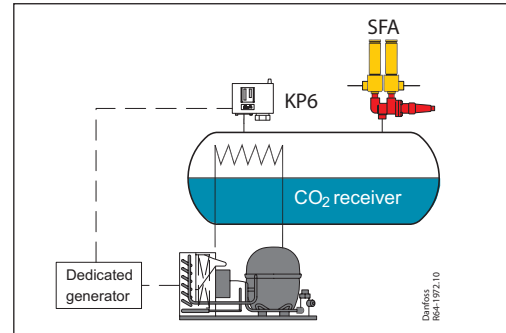 SFA
KP6
CO₂ receiver
Dedicated
generator
Danfoss
R64-1972.10